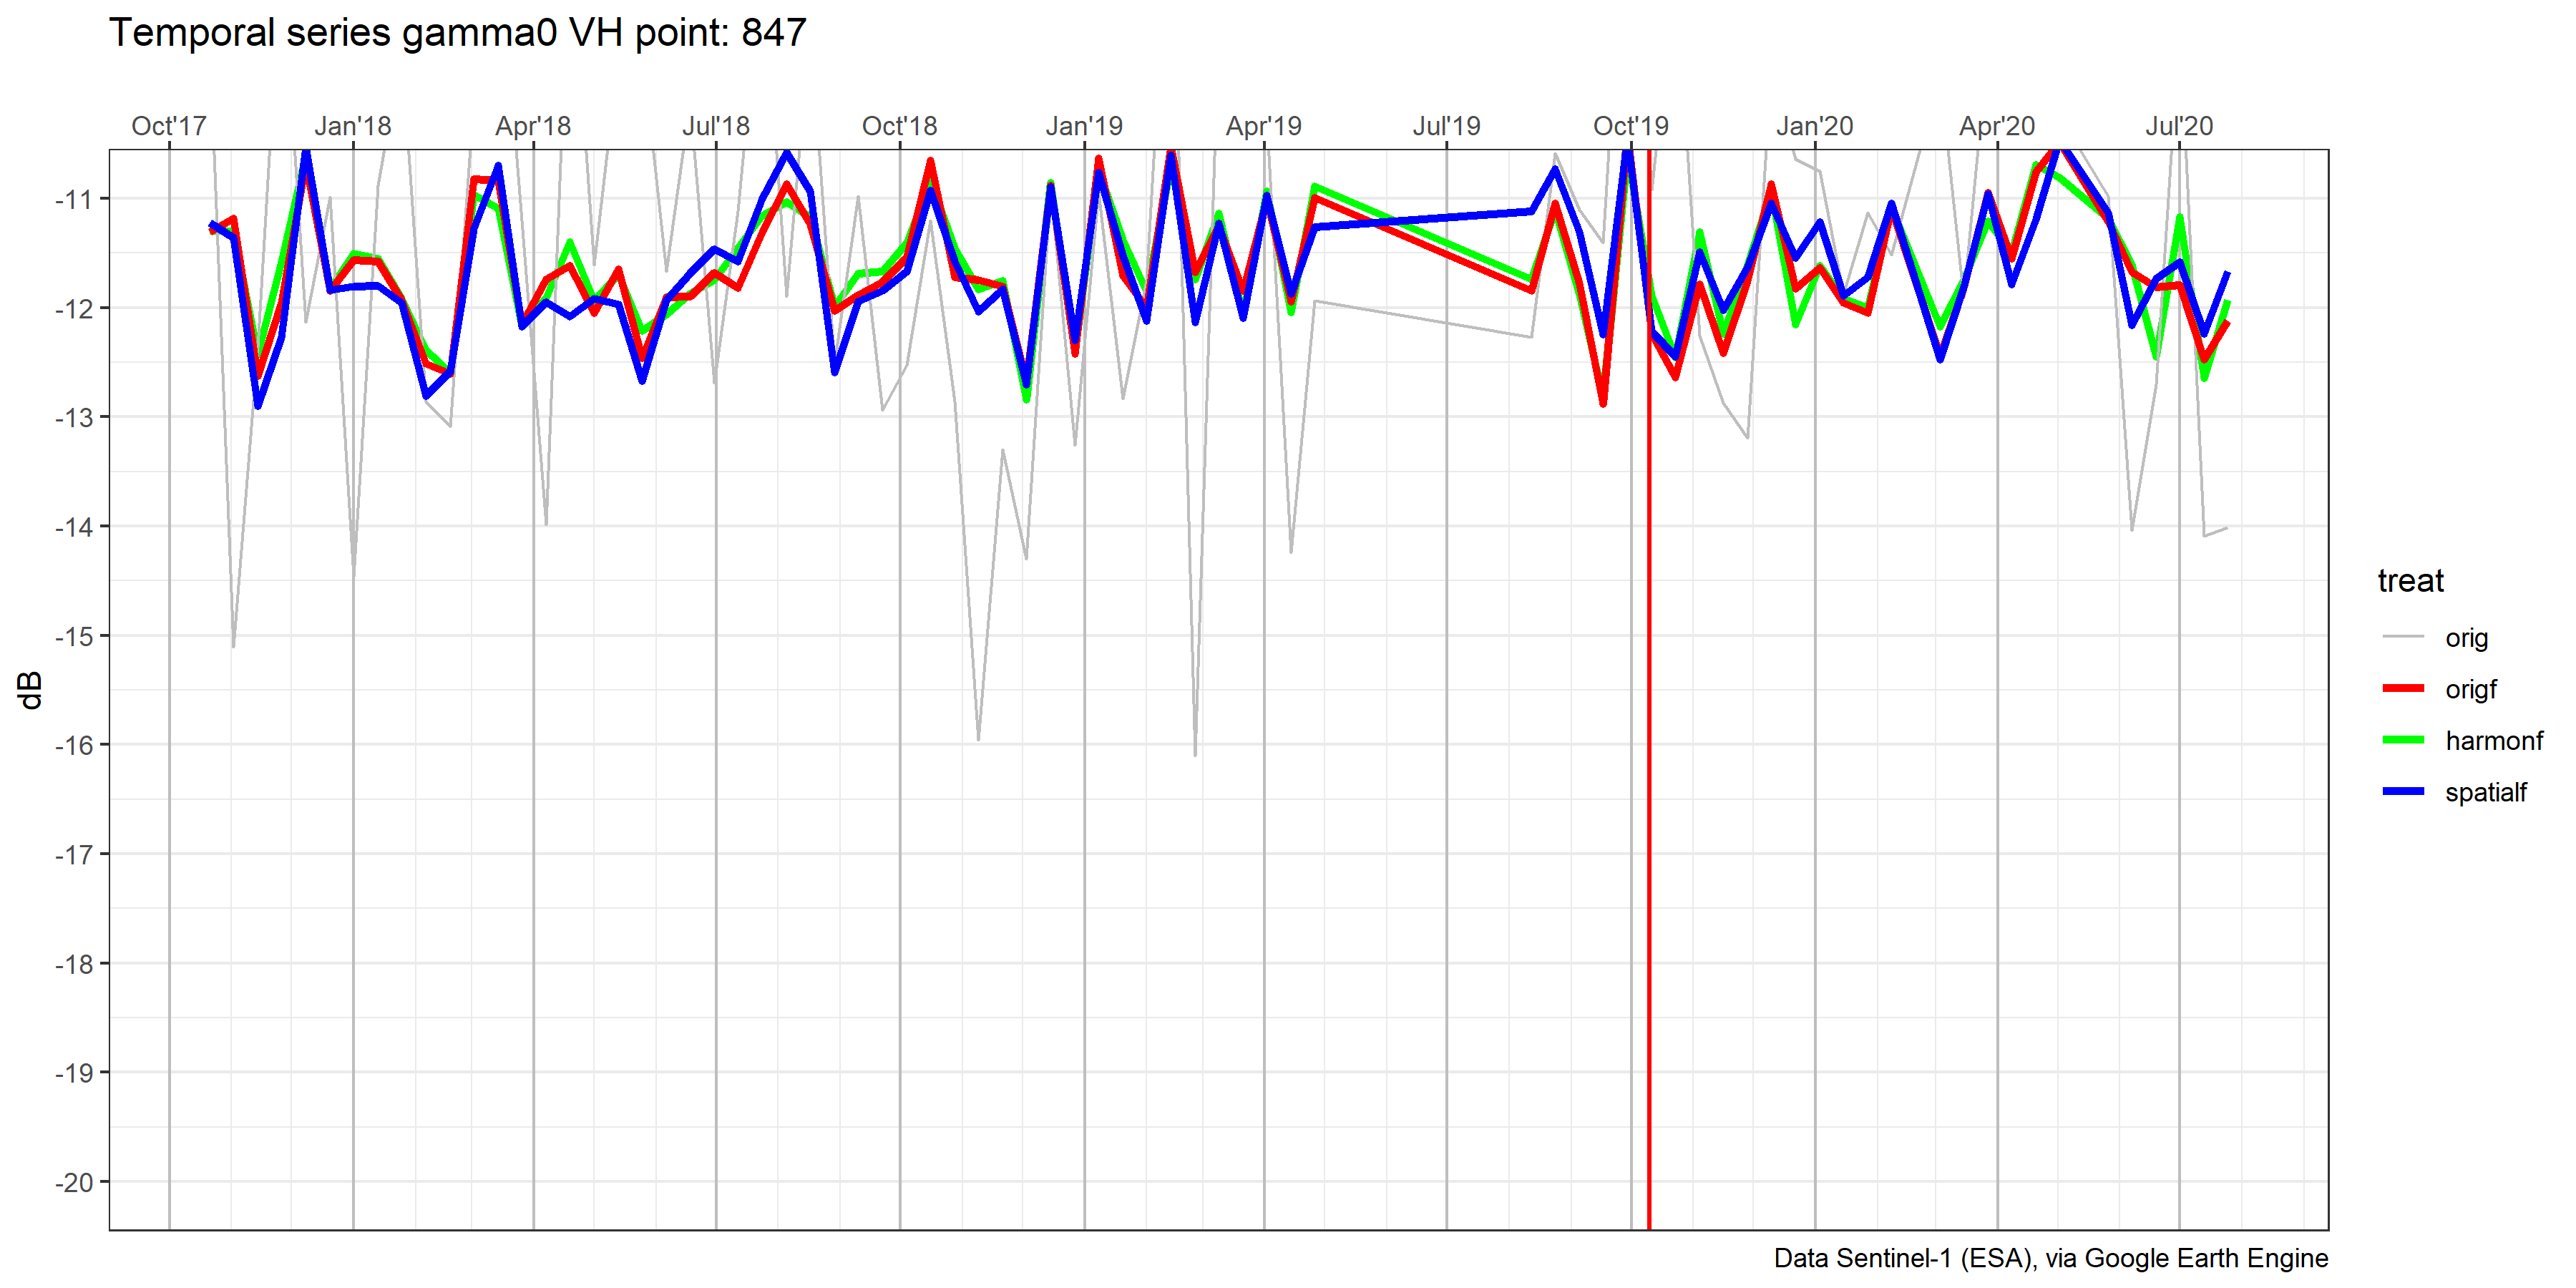 Temporal series gamma0 VH point: 847
Oct'17 Jan'18 Apr'18 Jul'18 Oct'18 Jan'19 Apr'19 Jul'19 Oct'19 Jan'20 Apr'20 Jul'20
-11
-12
-13
-14
-15
-16
-17
-18
-19
-20
dB
treat
orig
origf
harmonf
spatialf
Data Sentinel-1 (ESA), via Google Earth Engine